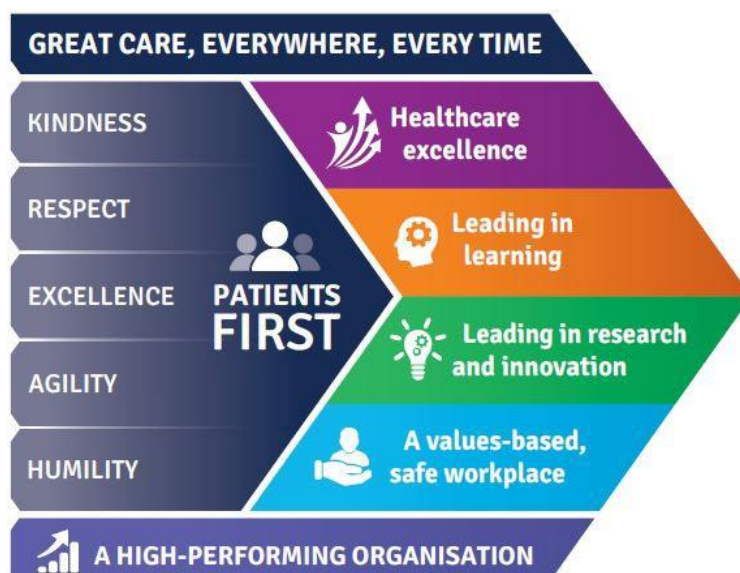 GREAT CARE, EVERYWHERE, EVERY TIME
KINDNESS
RESPECT
EXCELLENCE
AGILITY
HUMILITY
PATIENTS
FIRST
Healthcare
excellence
Leading in
learning
Leading in research
and innovation
A values-based,
safe workplace
A HIGH-PERFORMING ORGANISATION